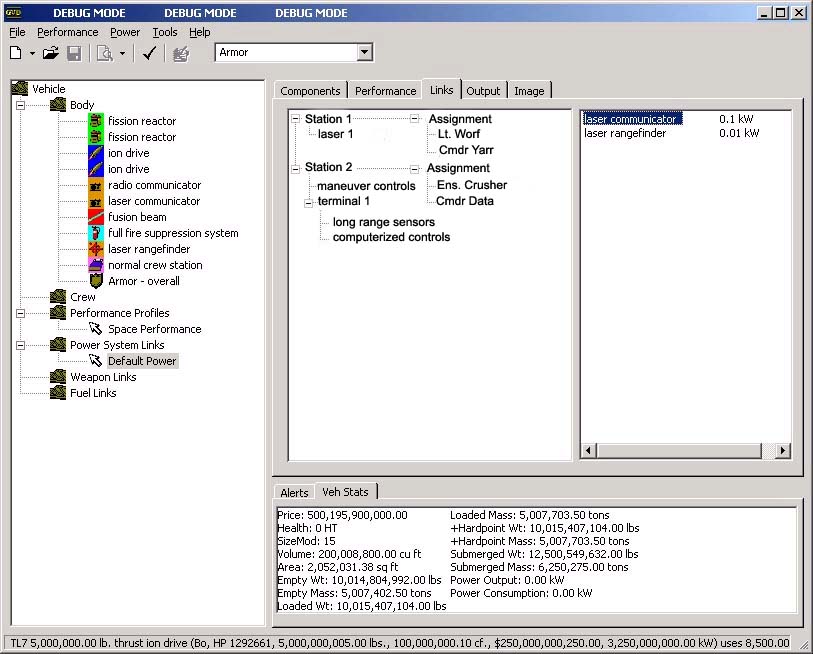 DEBUG MODE DEBUG MODE DEBUG MODE
File Performance Power Tools Help
Armor
Vehicle
Body
fission reactor
fission reactor
ion drive
ion drive
radio communicator
laser communicator
fusion beam
full fire suppression system
laser rangefinder
normal crew station
Armor - overall
Crew
Performance Profiles
Space Performance
Power System Links
Default Power
Weapon Links
Fuel Links
Components Performance Links Output Image
Station 1 Assignment
laser 1 Lt. Worf
Cmdr Yarr
Station 2 Assignment
maneuver controls Ens. Crusher
terminal 1 Cmdr Data
long range sensors
computerized controls
laser communicator 0.1 kW
laser rangefinder 0.01 kW
Alerts Veh Stats
Price: 500,195,900,000.00 Loaded Mass: 5,007,703.50 tons
Health: 0 HT +Hardpoint Wt: 10,015,407,104.00 lbs
SizeMod: 15 +Hardpoint Mass: 5,007,703.50 tons
Volume: 200,008,800.00 cu ft Submerged Wt: 12,500,549,632.00 lbs
Area: 2,052,031.38 sq ft Submerged Mass: 6,250,275.00 tons
Empty Wt: 10,014,804,992.00 lbs Power Output: 0.00 kW
Empty Mass: 5,007,402.50 tons Power Consumption: 0.00 kW
Loaded Wt: 10,015,407,104.00 lbs
TL7 5,000,000.00 lb. thrust ion drive (Bo, HP 1292661, 5,000,000,005.00 lbs., 100,000,000.10 cf., $250,000,000,250.00, 3,250,000,000.00 kW) uses 8,500.00